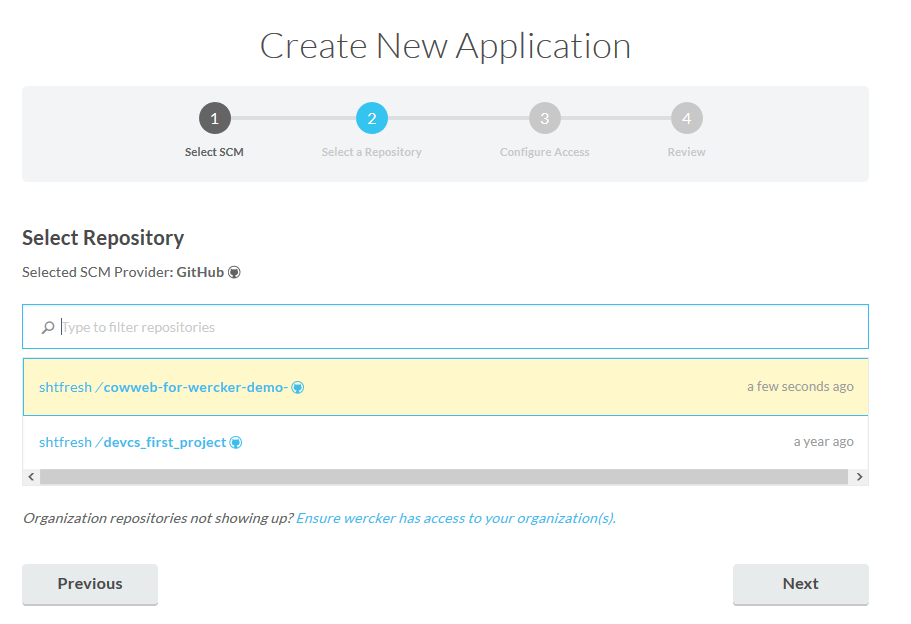 Create New Application
1 2 3 4
Select SCM Select a Repository Configure Access Review
Select Repository
Selected SCM Provider: GitHub
Type to filter repositories
shtfresh /cowweb-for-wercker-demo- a few seconds ago
shtfresh /devcs_first_project a year ago
Organization repositories not showing up? Ensure wercker has access to your organization(s).
Previous Next